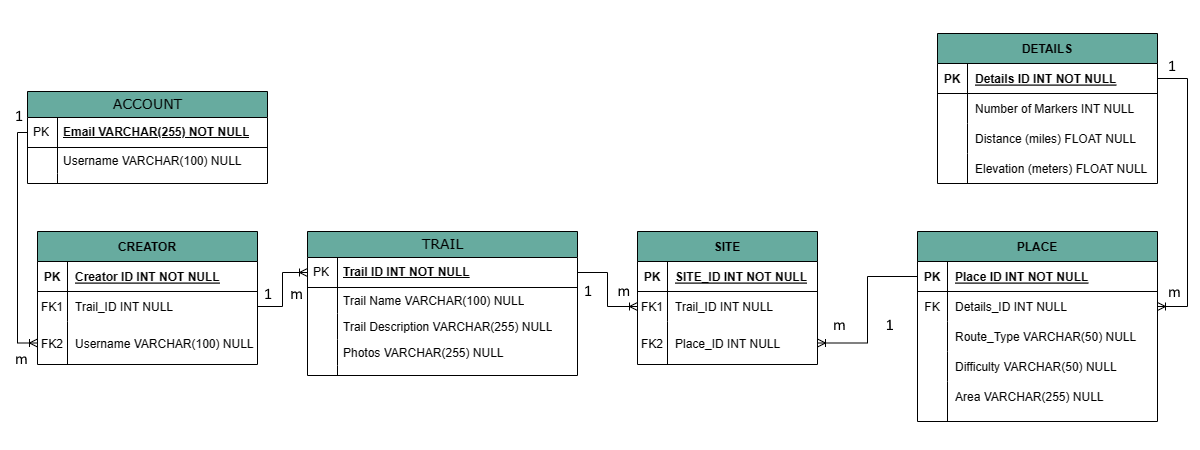 ACCOUNT
PK Email VARCHAR(255) NOT NULL
Username VARCHAR(100) NULL
1
m
CREATOR
PK Creator ID INT NOT NULL
FK1 Trail_ID INT NULL
FK2 Username VARCHAR(100) NULL
1
m
TRAIL
PK Trail ID INT NOT NULL
Trail Name VARCHAR(100) NULL
Trail Description VARCHAR(255) NULL
Photos VARCHAR(255) NULL
1
m
SITE
PK SITE_ID INT NOT NULL
FK1 Trail_ID INT NULL
FK2 Place_ID INT NULL
m
1
DETAILS
PK Details ID INT NOT NULL
Number of Markers INT NULL
Distance (miles) FLOAT NULL
Elevation (meters) FLOAT NULL
1
m
PLACE
PK Place ID INT NOT NULL
FK Details_ID INT NULL
Route_Type VARCHAR(50) NULL
Difficulty VARCHAR(50) NULL
Area VARCHAR(255) NULL